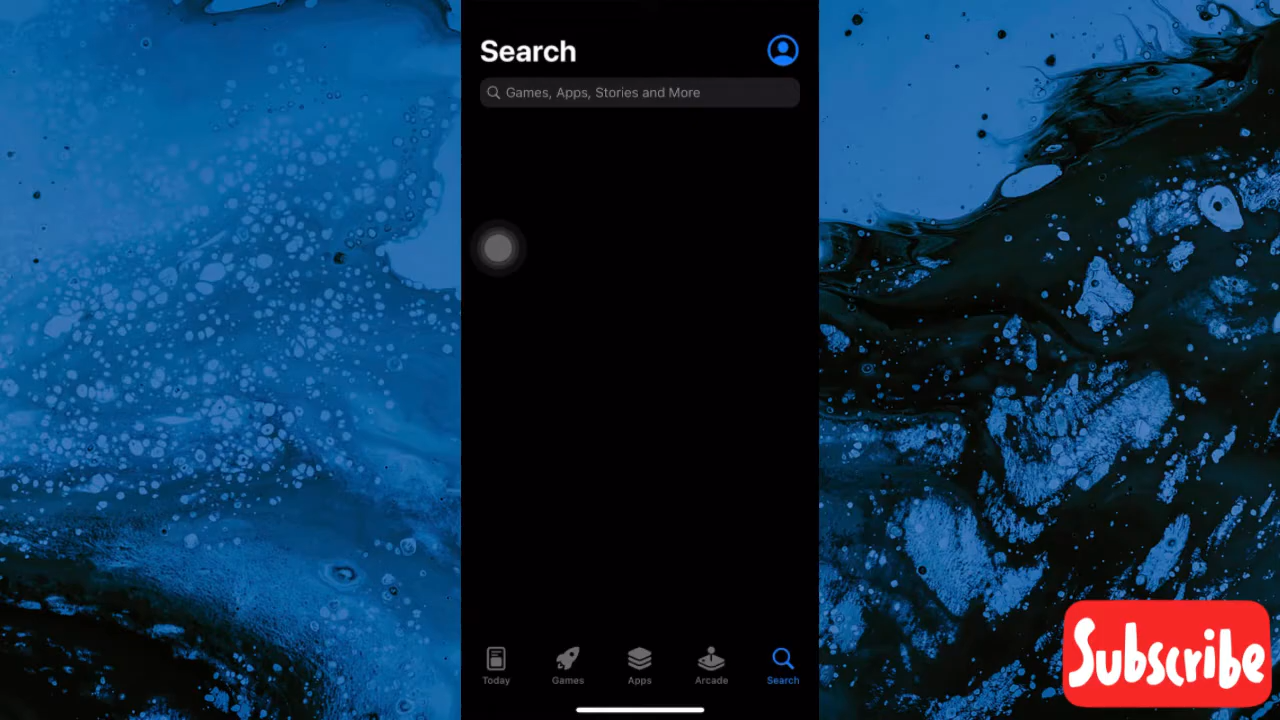 Search
Games, Apps, Stories and More
Today
Games
Apps
Arcade
Search
Subscribe